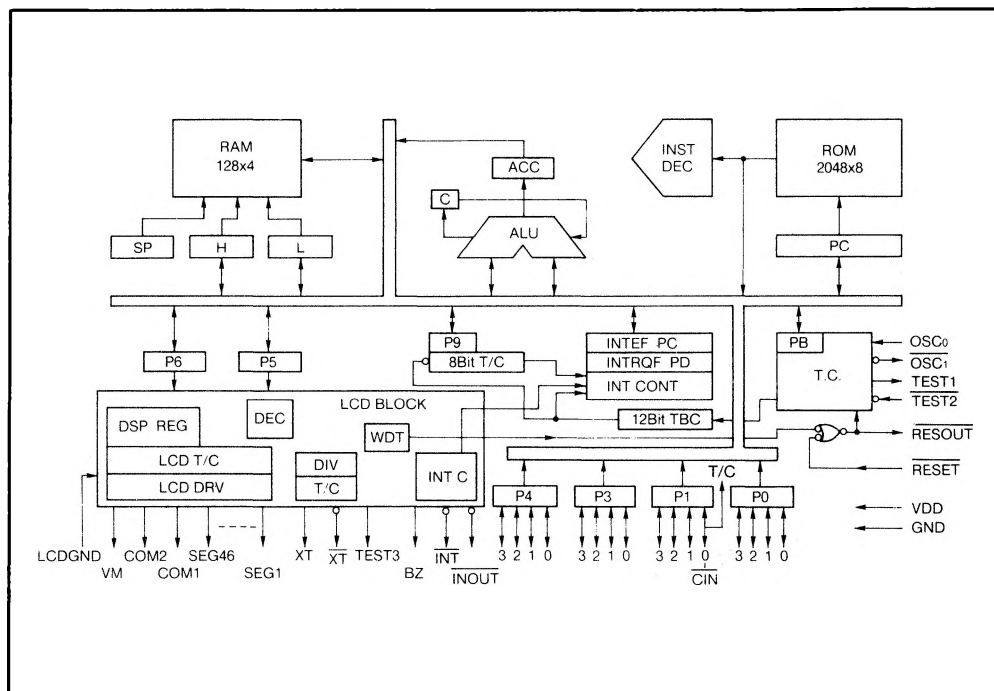 RAM
128x4
ACC
INST
DEC
ROM
2048x8
C
ALU
SP
H
L
PC
P6
P5
P9
8Bit T/C
INTEF PC
INTRQF PD
INT CONT
PB
T.C.
OSC0
OSC1
TEST1
TEST2
LCD BLOCK
DSP REG
DEC
WDT
12Bit TBC
RESOUT
RESET
LCD T/C
LCD DRV
DIV
T/C
INT C
T/C
P4
P3
P1
P0
VDD
GND
3 2 1 0
3 2 1 0
3 2 1 0
3 2 1 0
LCDGND
VM
COM2
COM1
SEG46
SEG1
XT
XT
TEST3
BZ
INT
INOUT
CIN